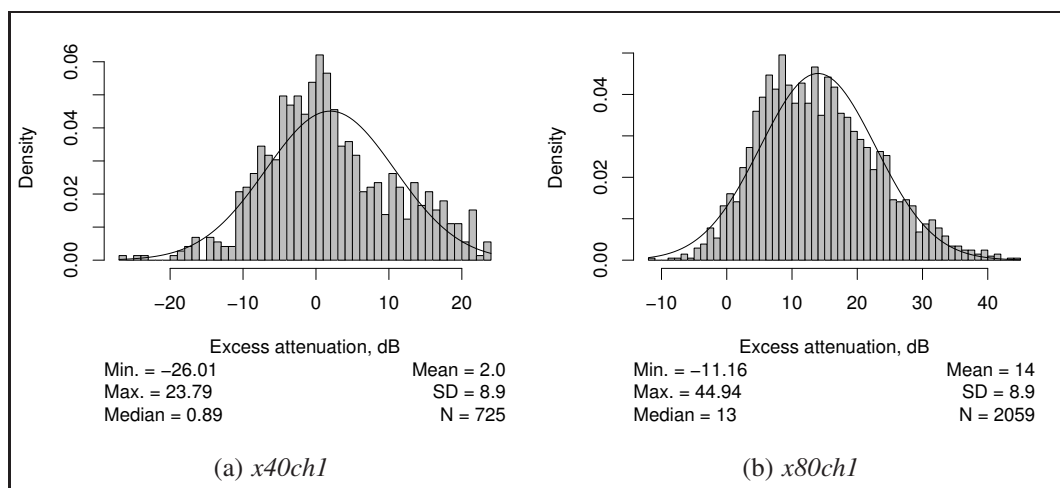 Density
0.06
0.04
0.02
0.00
−20 −10 0 10 20
Excess attenuation, dB
Min. = −26.01 Mean = 2.0
Max. = 23.79 SD = 8.9
Median = 0.89 N = 725
(a) x40ch1
Density
0.04
0.02
0.00
−10 0 10 20 30 40
Excess attenuation, dB
Min. = −11.16 Mean = 14
Max. = 44.94 SD = 8.9
Median = 13 N = 2059
(b) x80ch1